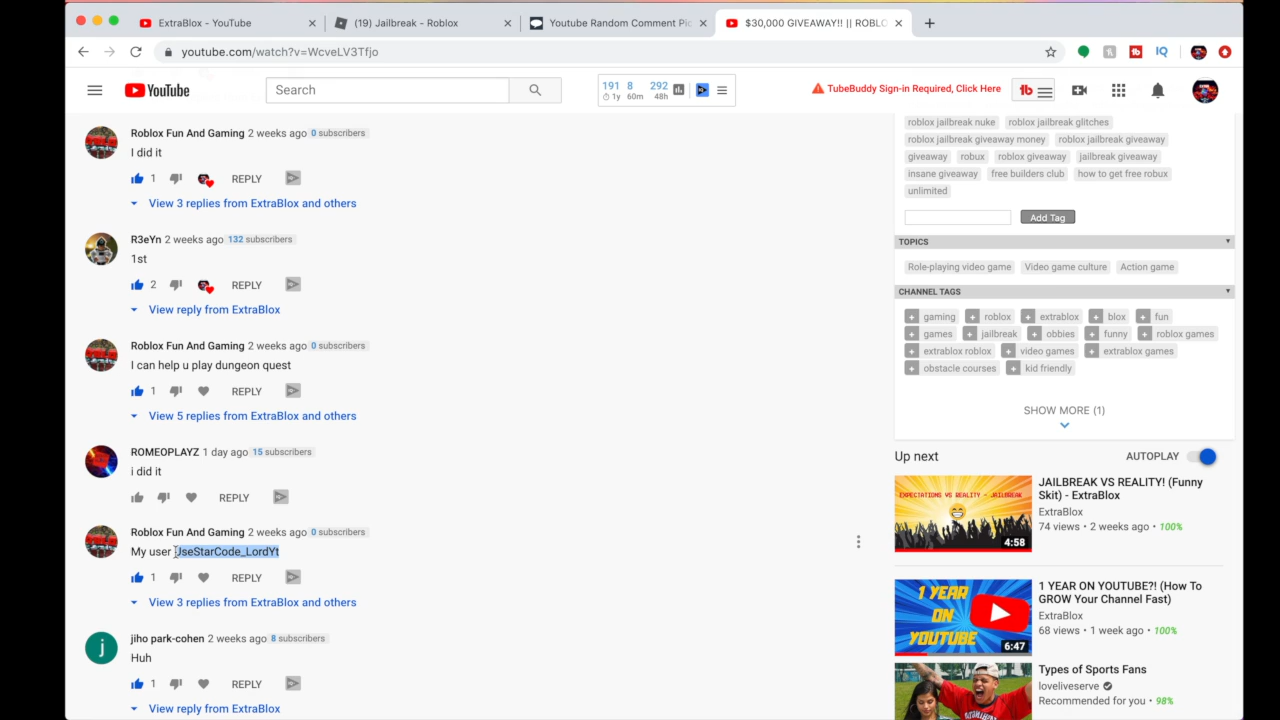 ExtraBlox - YouTube
(19) Jailbreak - Roblox
Youtube Random Comment Pic
$30,000 GIVEAWAY!! || ROBLO
youtube.com/watch?v=WcveLV3Tfjo
YouTube
Search
191 8 292
1y 60m 48h
TubeBuddy Sign-in Required, Click Here
tb
IQ
Roblox Fun And Gaming 2 weeks ago 0 subscribers
I did it
1 REPLY
View 3 replies from ExtraBlox and others
R3eYn 2 weeks ago 132 subscribers
1st
2 REPLY
View reply from ExtraBlox
Roblox Fun And Gaming 2 weeks ago 0 subscribers
I can help u play dungeon quest
1 REPLY
View 5 replies from ExtraBlox and others
ROMEOPLAYZ 1 day ago 15 subscribers
i did it
REPLY
Roblox Fun And Gaming 2 weeks ago 0 subscribers
My user UseStarCode_LordYt
1 REPLY
View 3 replies from ExtraBlox and others
j
jiho park-cohen 2 weeks ago 8 subscribers
Huh
1 REPLY
View reply from ExtraBlox
roblox jailbreak nuke roblox jailbreak glitches
roblox jailbreak giveaway money roblox jailbreak giveaway
giveaway robux roblox giveaway jailbreak giveaway
insane giveaway free builders club how to get free robux
unlimited
Add Tag
TOPICS
Role-playing video game Video game culture Action game
CHANNEL TAGS
+ gaming + roblox + extrablox + blox + fun
+ games + jailbreak + obbies + funny + roblox games
+ extrablox roblox + video games + extrablox games
+ obstacle courses + kid friendly
SHOW MORE (1)
Up next AUTOPLAY
EXPECTATIONS VS REALITY - JAILBREAK
4:58
JAILBREAK VS REALITY! (Funny
Skit) - ExtraBlox
ExtraBlox
74 views • 2 weeks ago • 100%
1 YEAR
ON
YOUTUBE
6:47
1 YEAR ON YOUTUBE?! (How To
GROW Your Channel Fast)
ExtraBlox
68 views • 1 week ago • 100%
Types of Sports Fans
loveliveserve
Recommended for you • 98%